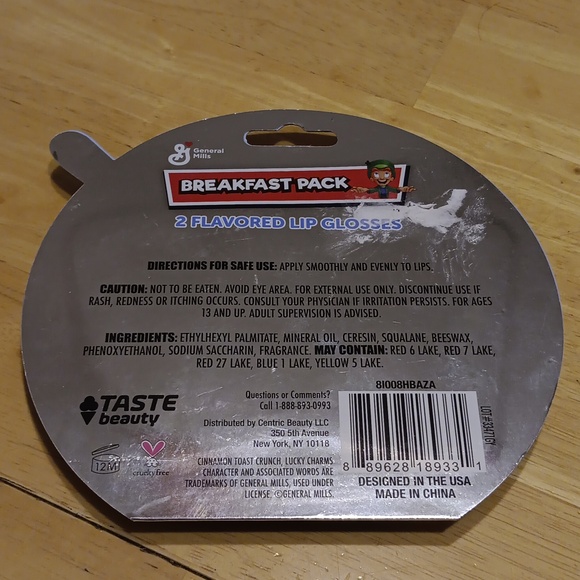 General
Mills
BREAKFAST PACK
2 FLAVORED LIP GLOSSES
DIRECTIONS FOR SAFE USE: APPLY SMOOTHLY AND EVENLY TO LIPS.
CAUTION: NOT TO BE EATEN. AVOID EYE AREA. FOR EXTERNAL USE ONLY. DISCONTINUE USE IF
RASH, REDNESS OR ITCHING OCCURS. CONSULT YOUR PHYSICIAN IF IRRITATION PERSISTS. FOR AGES
13 AND UP. ADULT SUPERVISION IS ADVISED.
INGREDIENTS: ETHYLHEXYL PALMITATE, MINERAL OIL, CERESIN, SQUALANE, BEESWAX,
PHENOXYETHANOL, SODIUM SACCHARIN, FRAGRANCE. MAY CONTAIN: RED 6 LAKE, RED 7 LAKE,
RED 27 LAKE, BLUE 1 LAKE, YELLOW 5 LAKE.
TASTE
beauty
12M
cruelty free
Questions or Comments?
Call 1-888-893-0993
Distributed by Centric Beauty LLC
350 5th Avenue
New York, NY 10118
CINNAMON TOAST CRUNCH, LUCKY CHARMS
CHARACTER AND ASSOCIATED WORDS ARE
TRADEMARKS OF GENERAL MILLS, USED UNDER
LICENSE. ©GENERAL MILLS.
8I008HBAZA
8 89628 18933 1
DESIGNED IN THE USA
MADE IN CHINA